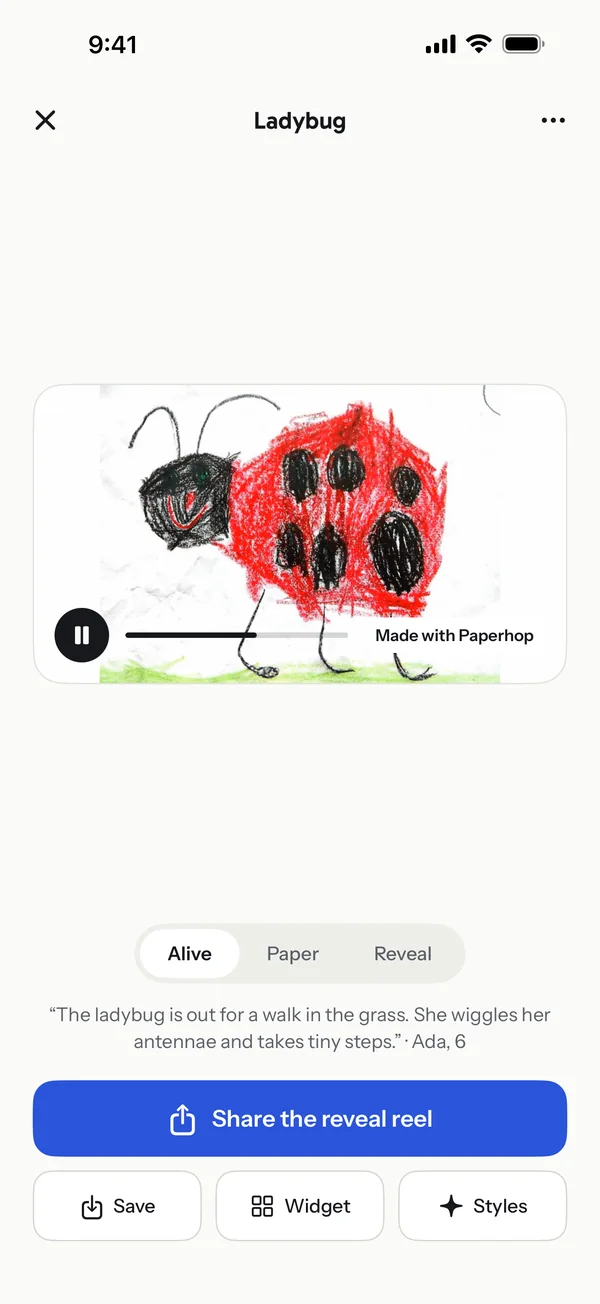 9:41
Ladybug
Made with Paperhop
Alive
Paper
Reveal
“The ladybug is out for a walk in the grass. She wiggles her
antennae and takes tiny steps.” · Ada, 6
Share the reveal reel
Save
Widget
Styles